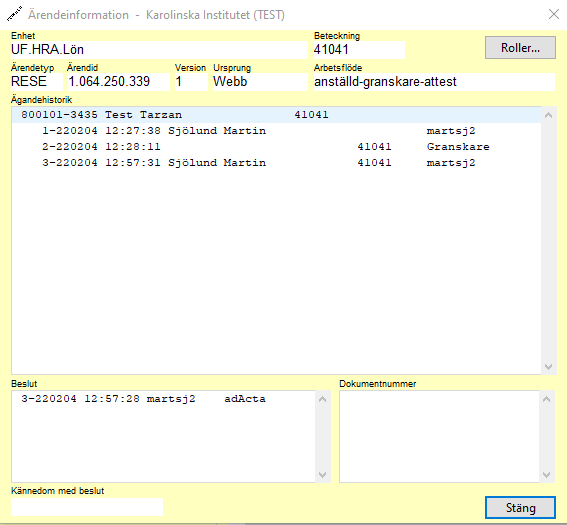 Ärendeinformation - Karolinska Institutet (TEST)
Enhet Beteckning
UF.HRA.Lön 41041 Roller...
Ärendetyp Ärendid Version Ursprung Arbetsflöde
RESE 1.064.250.339 1 Webb anställd-granskare-attest
Ägandehistorik
800101-3435 Test Tarzan 41041
1-220204 12:27:38 Sjölund Martin martsj2
2-220204 12:28:11 41041 Granskare
3-220204 12:57:31 Sjölund Martin 41041 martsj2
Beslut Dokumentnummer
3-220204 12:57:28 martsj2 adActa
Kännedom med beslut
Stäng